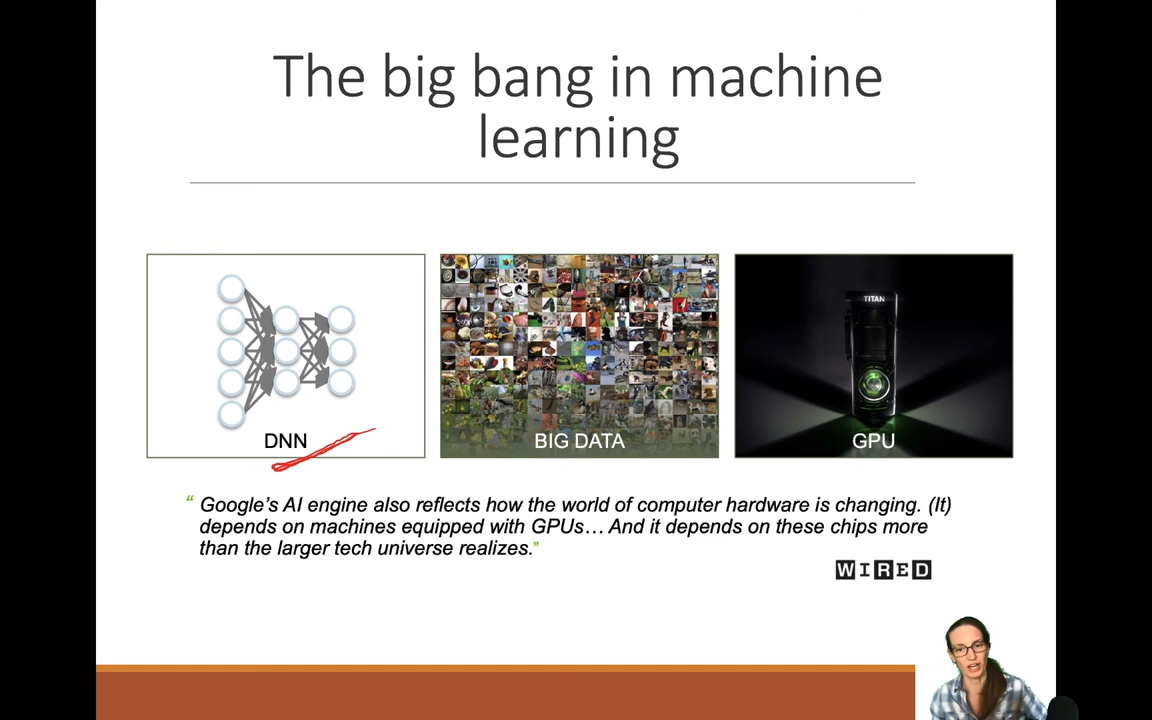 The big bang in machine
learning
DNN
BIG DATA
TITAN
GPU
“ Google’s AI engine also reflects how the world of computer hardware is changing. (It)
depends on machines equipped with GPUs… And it depends on these chips more
than the larger tech universe realizes.”
WIRED